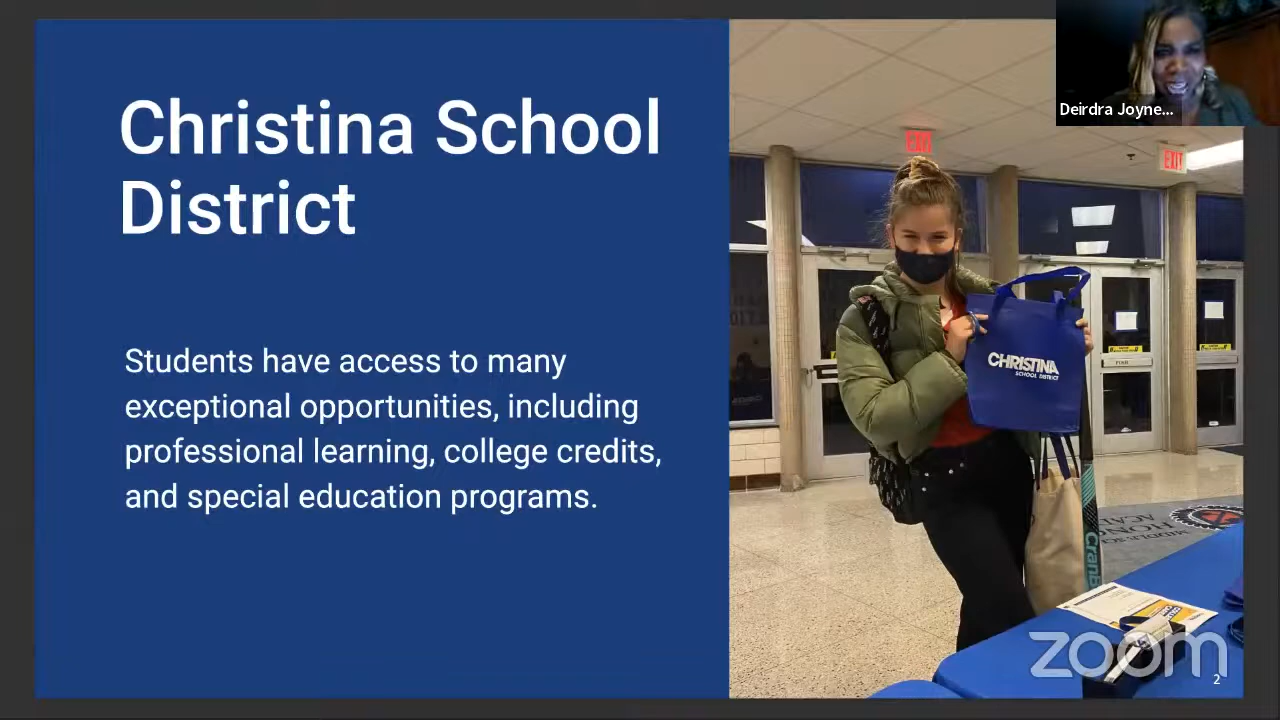 Christina School
District
Students have access to many
exceptional opportunities, including
professional learning, college credits,
and special education programs.
Deirdra Joyne...
EXIT
EXIT
CHRISTINA
SCHOOL DISTRICT
zoom
2